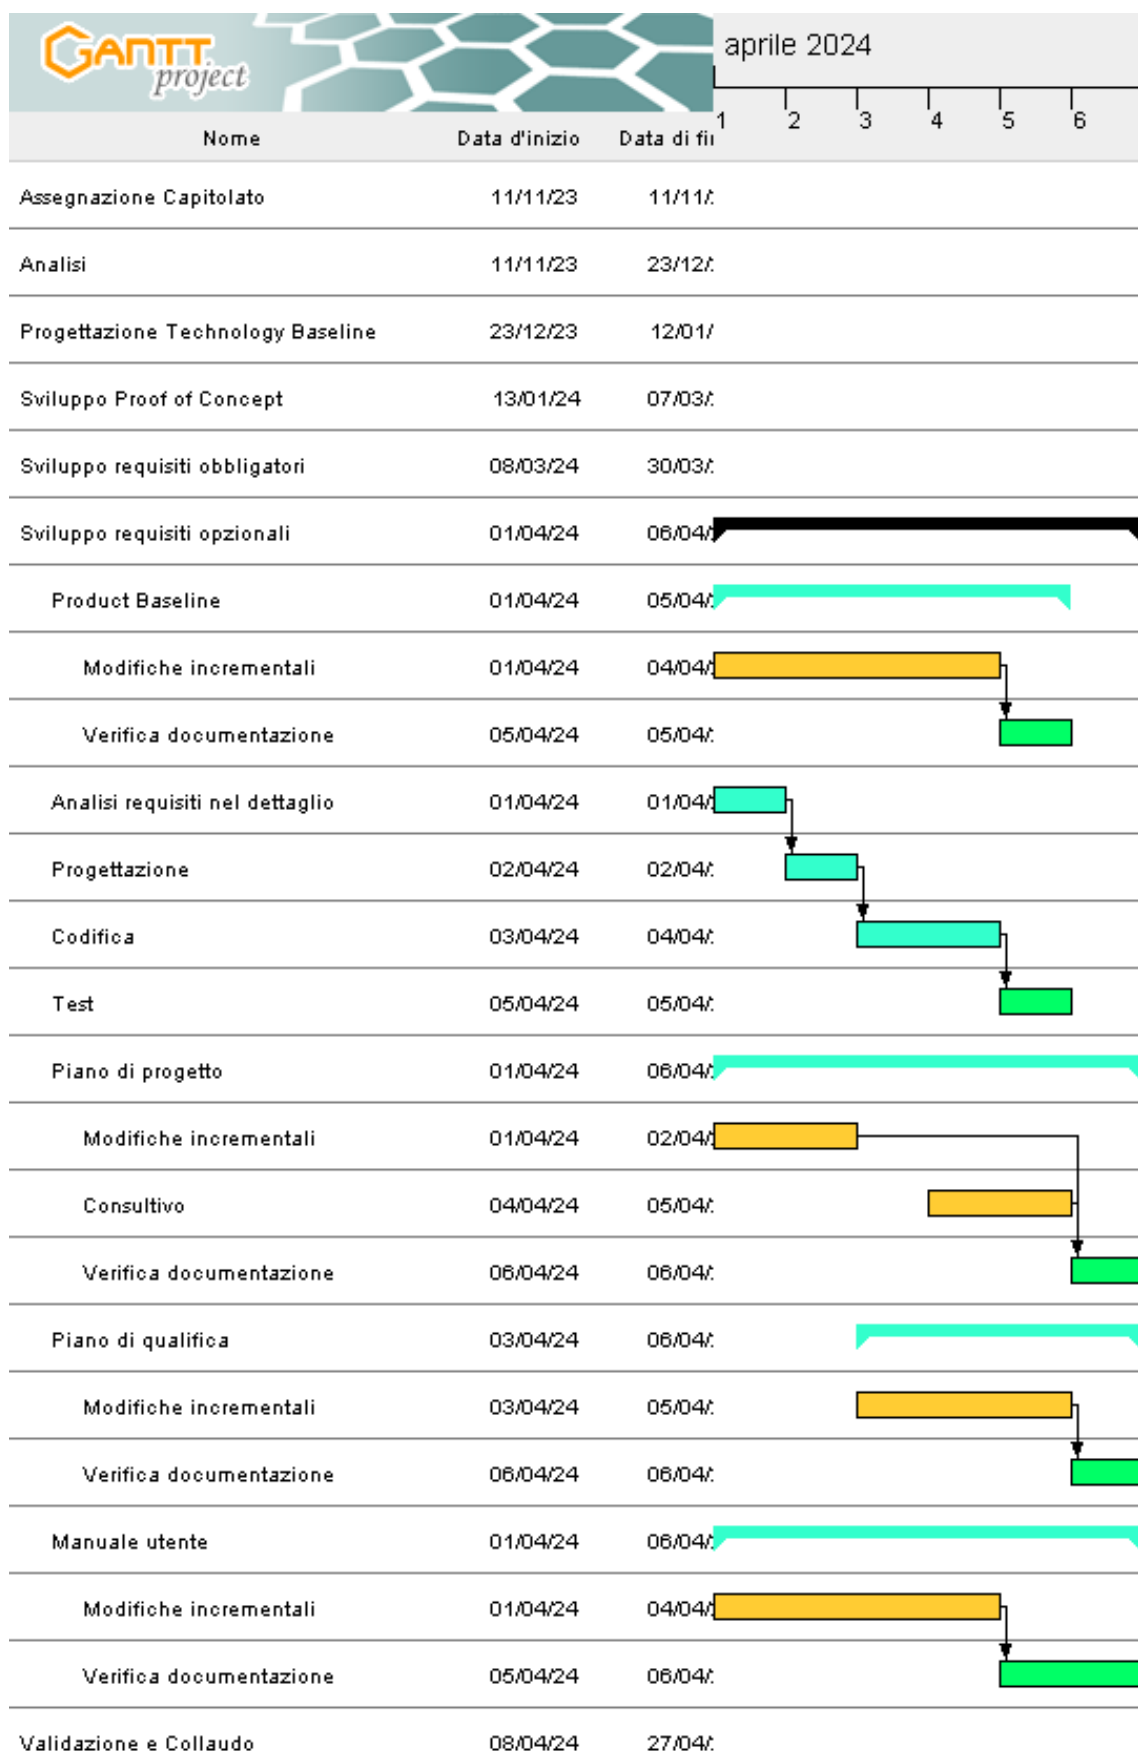 GANTT project
aprile 2024
1 2 3 4 5 6
Nome Data d'inizio Data di fi
Assegnazione Capitolato 11/11/23 11/11/
Analisi 11/11/23 23/12/
Progettazione Technology Baseline 23/12/23 12/01/
Sviluppo Proof of Concept 13/01/24 07/03/
Sviluppo requisiti obbligatori 08/03/24 30/03/
Sviluppo requisiti opzionali 01/04/24 06/04/
Product Baseline 01/04/24 05/04/
Modifiche incrementali 01/04/24 04/04/
Verifica documentazione 05/04/24 05/04/
Analisi requisiti nel dettaglio 01/04/24 01/04/
Progettazione 02/04/24 02/04/
Codifica 03/04/24 04/04/
Test 05/04/24 05/04/
Piano di progetto 01/04/24 06/04/
Modifiche incrementali 01/04/24 02/04/
Consultivo 04/04/24 05/04/
Verifica documentazione 06/04/24 06/04/
Piano di qualifica 03/04/24 06/04/
Modifiche incrementali 03/04/24 05/04/
Verifica documentazione 06/04/24 06/04/
Manuale utente 01/04/24 06/04/
Modifiche incrementali 01/04/24 04/04/
Verifica documentazione 05/04/24 06/04/
Validazione e Collaudo 08/04/24 27/04/